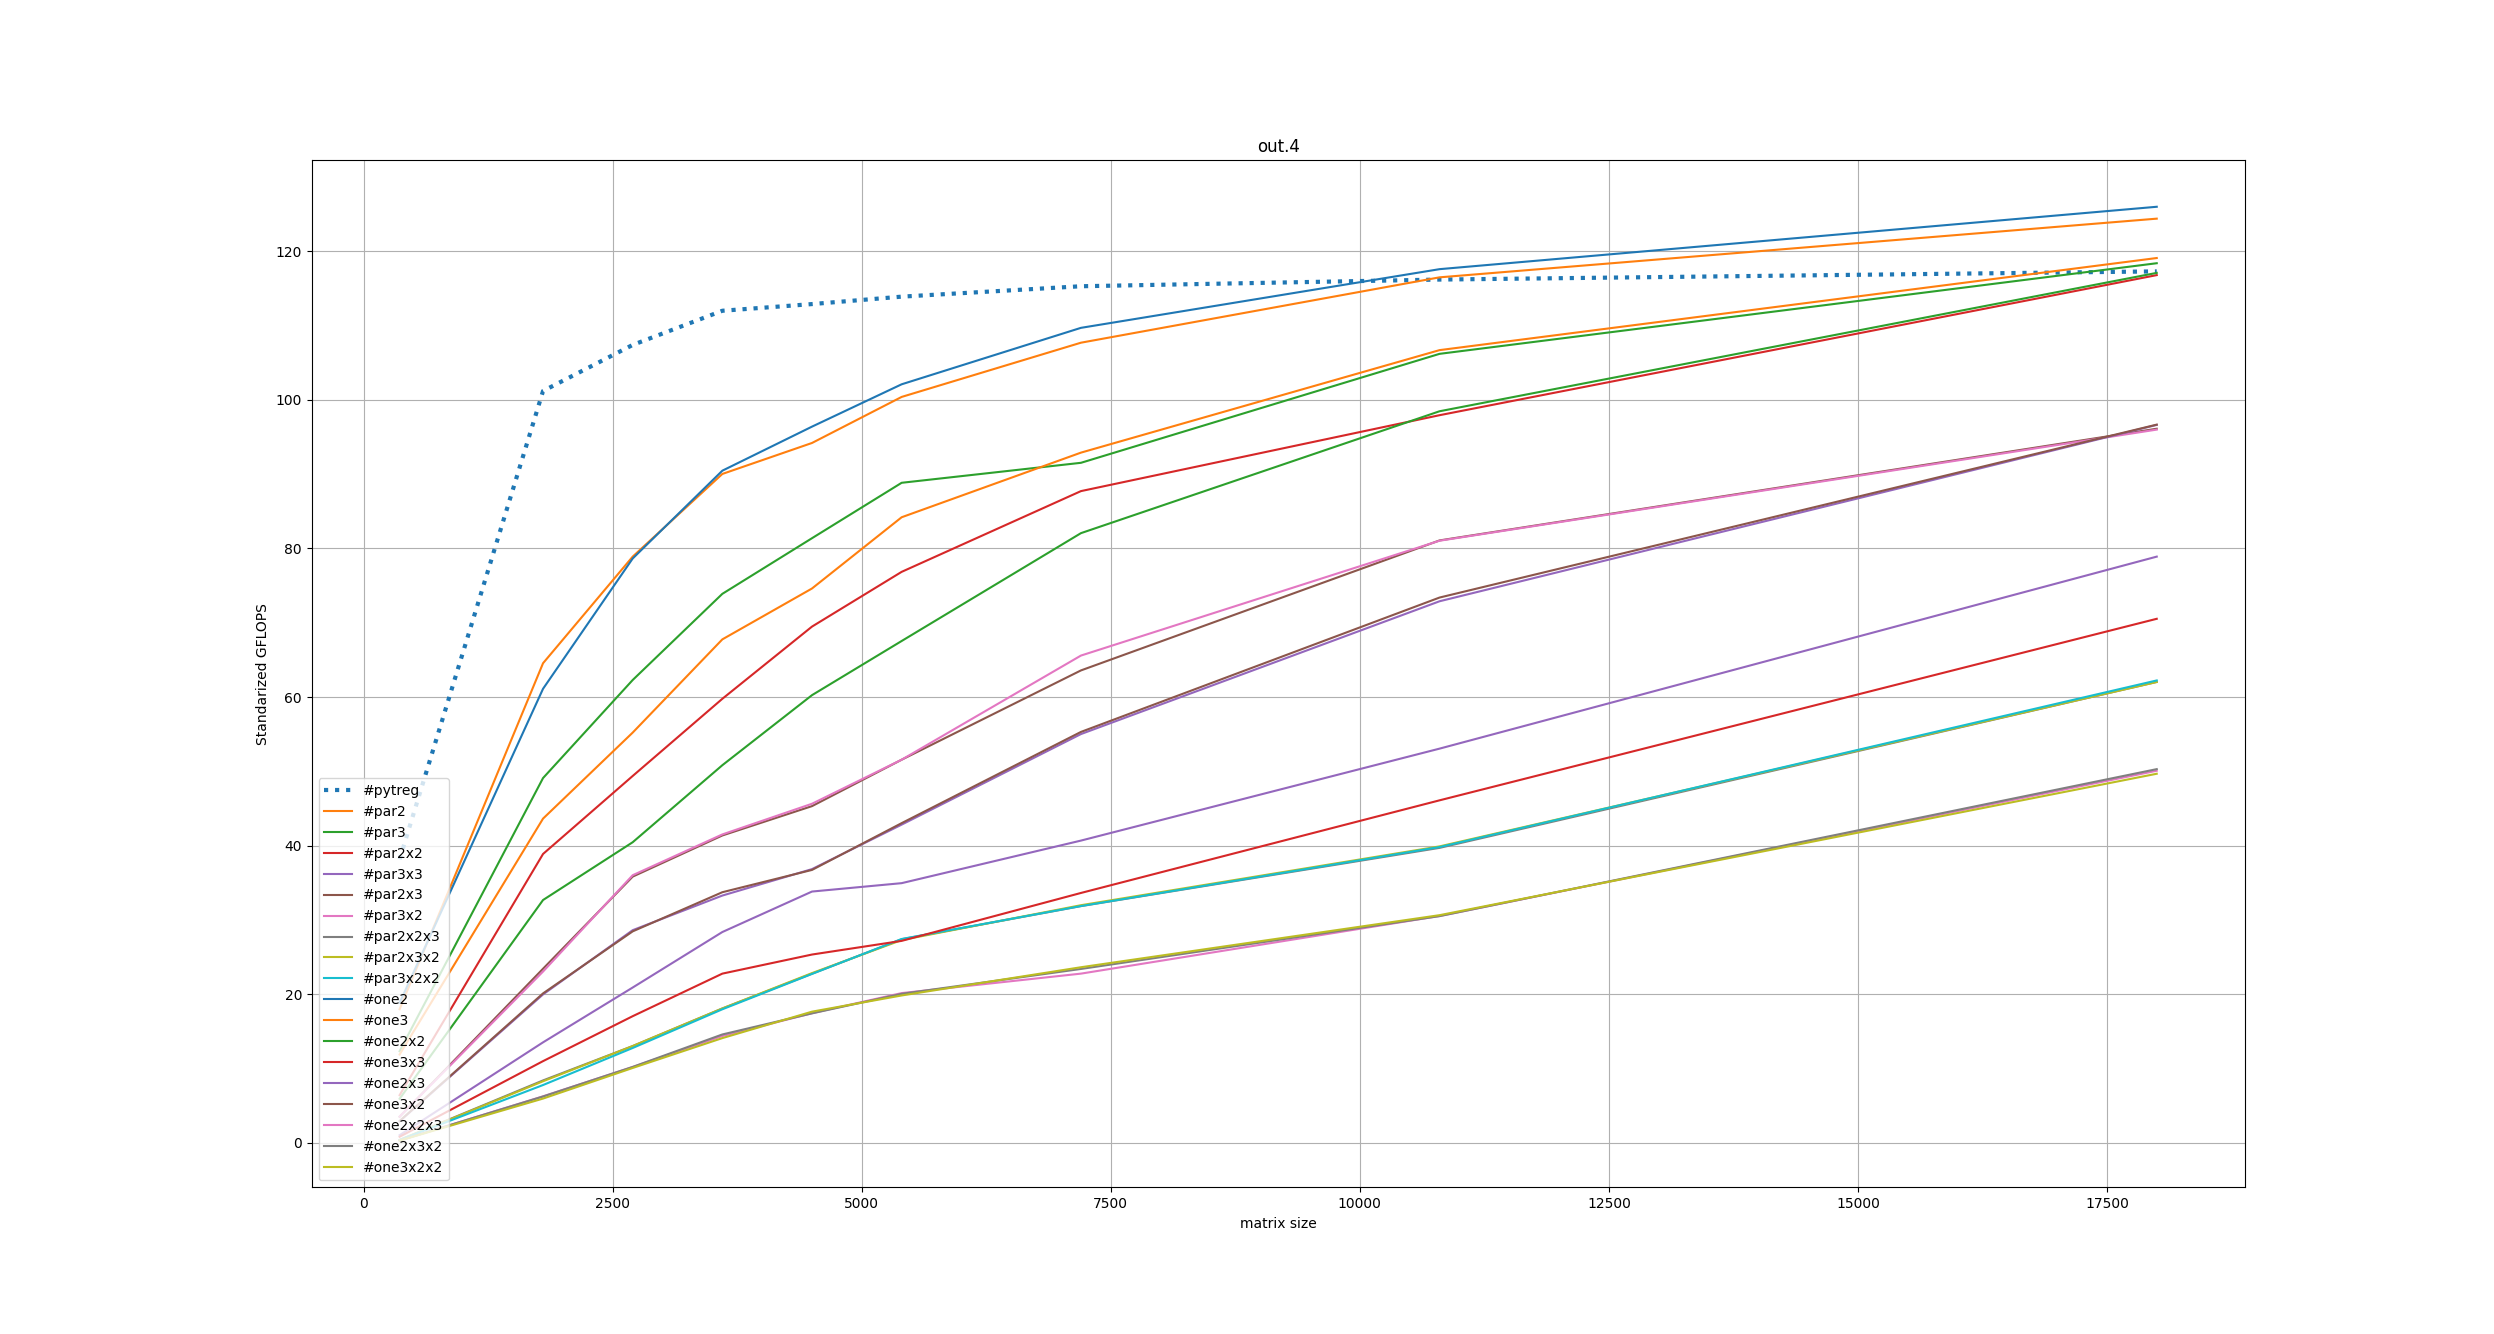 out.4
120
100
80
60
40
20
0
Standarized GFLOPS
#pytreg
#par2
#par3
#par2x2
#par3x3
#par2x3
#par3x2
#par2x2x3
#par2x3x2
#par3x2x2
#one2
#one3
#one2x2
#one3x3
#one2x3
#one3x2
#one2x2x3
#one2x3x2
#one3x2x2
0 2500 5000 7500 10000 12500 15000 17500
matrix size